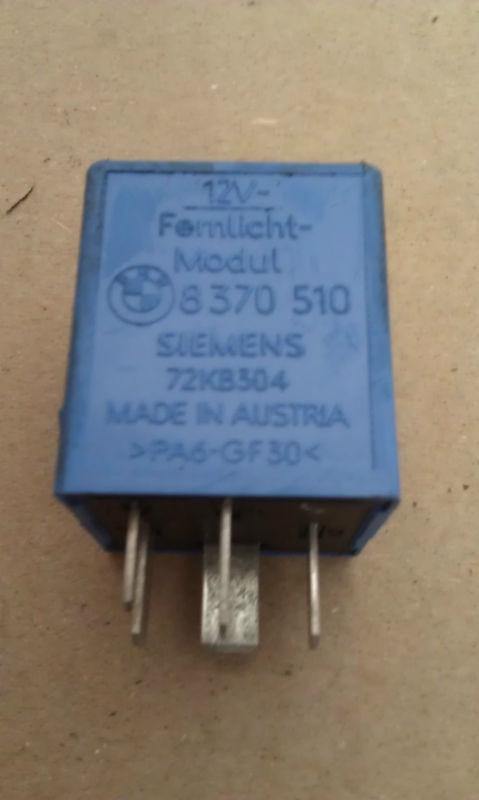 12V-
Fernlicht-
Modul
8 370 510
SIEMENS
72KB304
MADE IN AUSTRIA
>PA6-GF30<